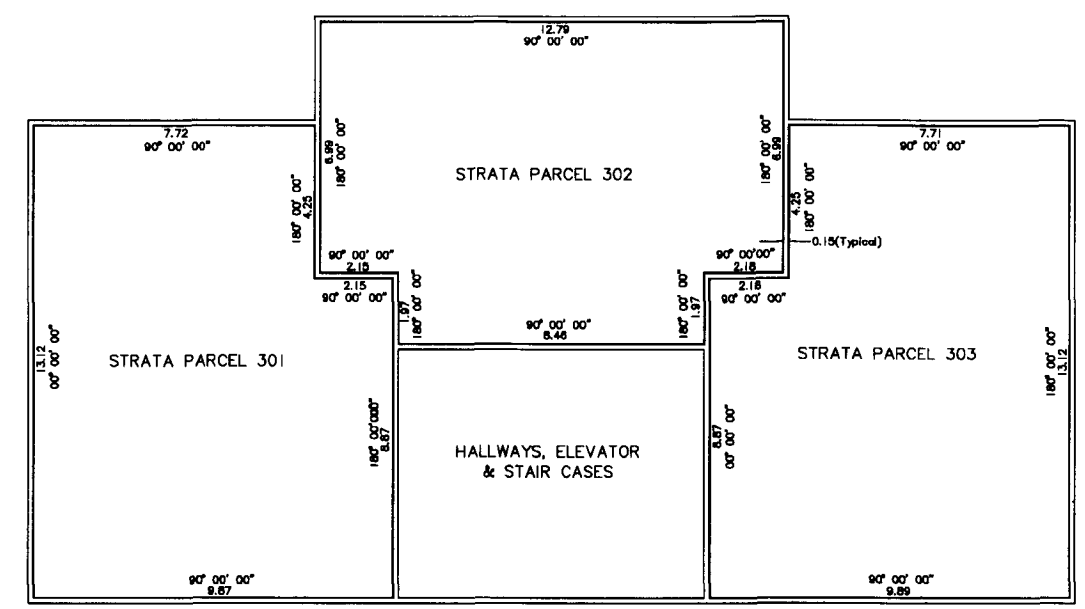 12.79
90° 00' 00"
7.72
90° 00' 00"
7.71
90° 00' 00"
6.99
180° 00' 00"
180° 00' 00"
6.99
STRATA PARCEL 302
180° 00' 00"
4.25
4.25
180° 00' 00"
0.15(Typical)
90° 00' 00"
2.15
90° 00'00"
2.18
2.15
90° 00' 00"
2.18
90° 00' 00"
1.97
180° 00' 00"
180° 00' 00"
1.97
90° 00' 00"
8.46
13.12
00° 00' 00"
STRATA PARCEL 301
STRATA PARCEL 303
180° 00' 00"
13.12
180° 00'000"
8.87
8.87
00° 00' 00"
HALLWAYS, ELEVATOR
& STAIR CASES
90° 00' 00"
9.87
90° 00' 00"
9.89